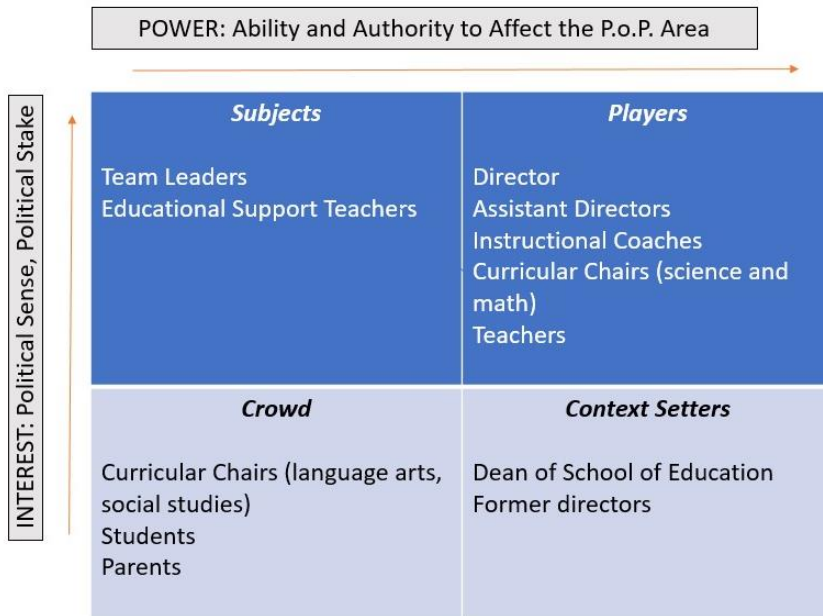 POWER: Ability and Authority to Affect the P.o.P. Area
INTEREST: Political Sense, Political Stake
Subjects
Team Leaders
Educational Support Teachers
Players
Director
Assistant Directors
Instructional Coaches
Curricular Chairs (science and
math)
Teachers
Crowd
Curricular Chairs (language arts,
social studies)
Students
Parents
Context Setters
Dean of School of Education
Former directors